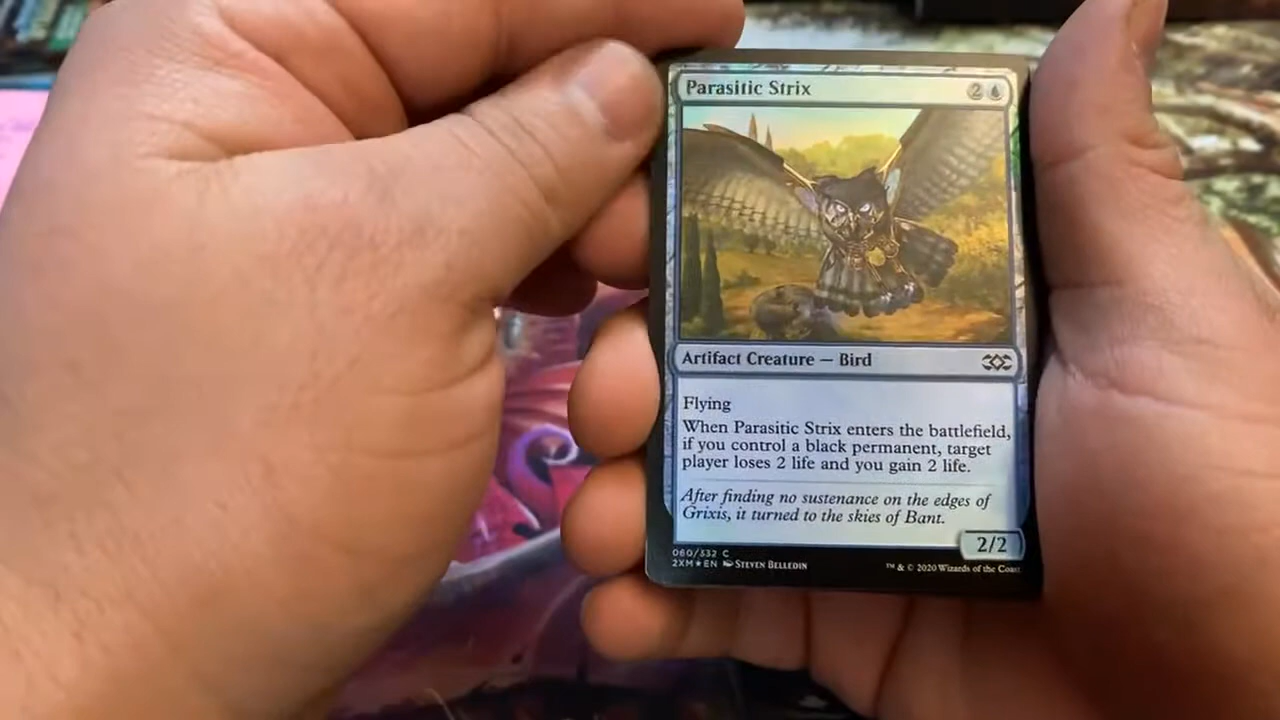 Parasitic Strix 2
Artifact Creature — Bird
Flying
When Parasitic Strix enters the battlefield,
if you control a black permanent, target
player loses 2 life and you gain 2 life.
After finding no sustenance on the edges of
Grixis, it turned to the skies of Bant.
2/2
060/332 C
2XM★EN Steven Belledin
™ & © 2020 Wizards of the Coast